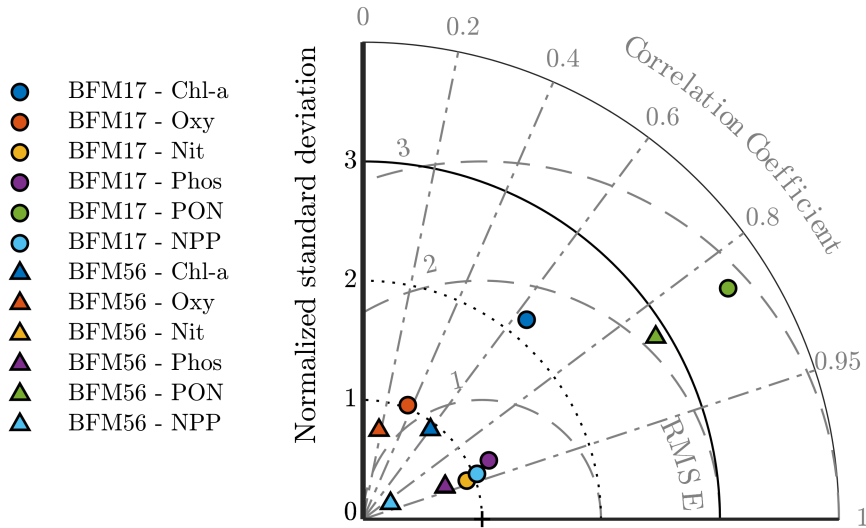 BFM17 - Chl-a
BFM17 - Oxy
BFM17 - Nit
BFM17 - Phos
BFM17 - PON
BFM17 - NPP
BFM56 - Chl-a
BFM56 - Oxy
BFM56 - Nit
BFM56 - Phos
BFM56 - PON
BFM56 - NPP
Normalized standard deviation
3
2
1
0
0
0.2
0.4
0.6
0.8
0.95
1
Correlation Coefficient
3
2
1
RMSE